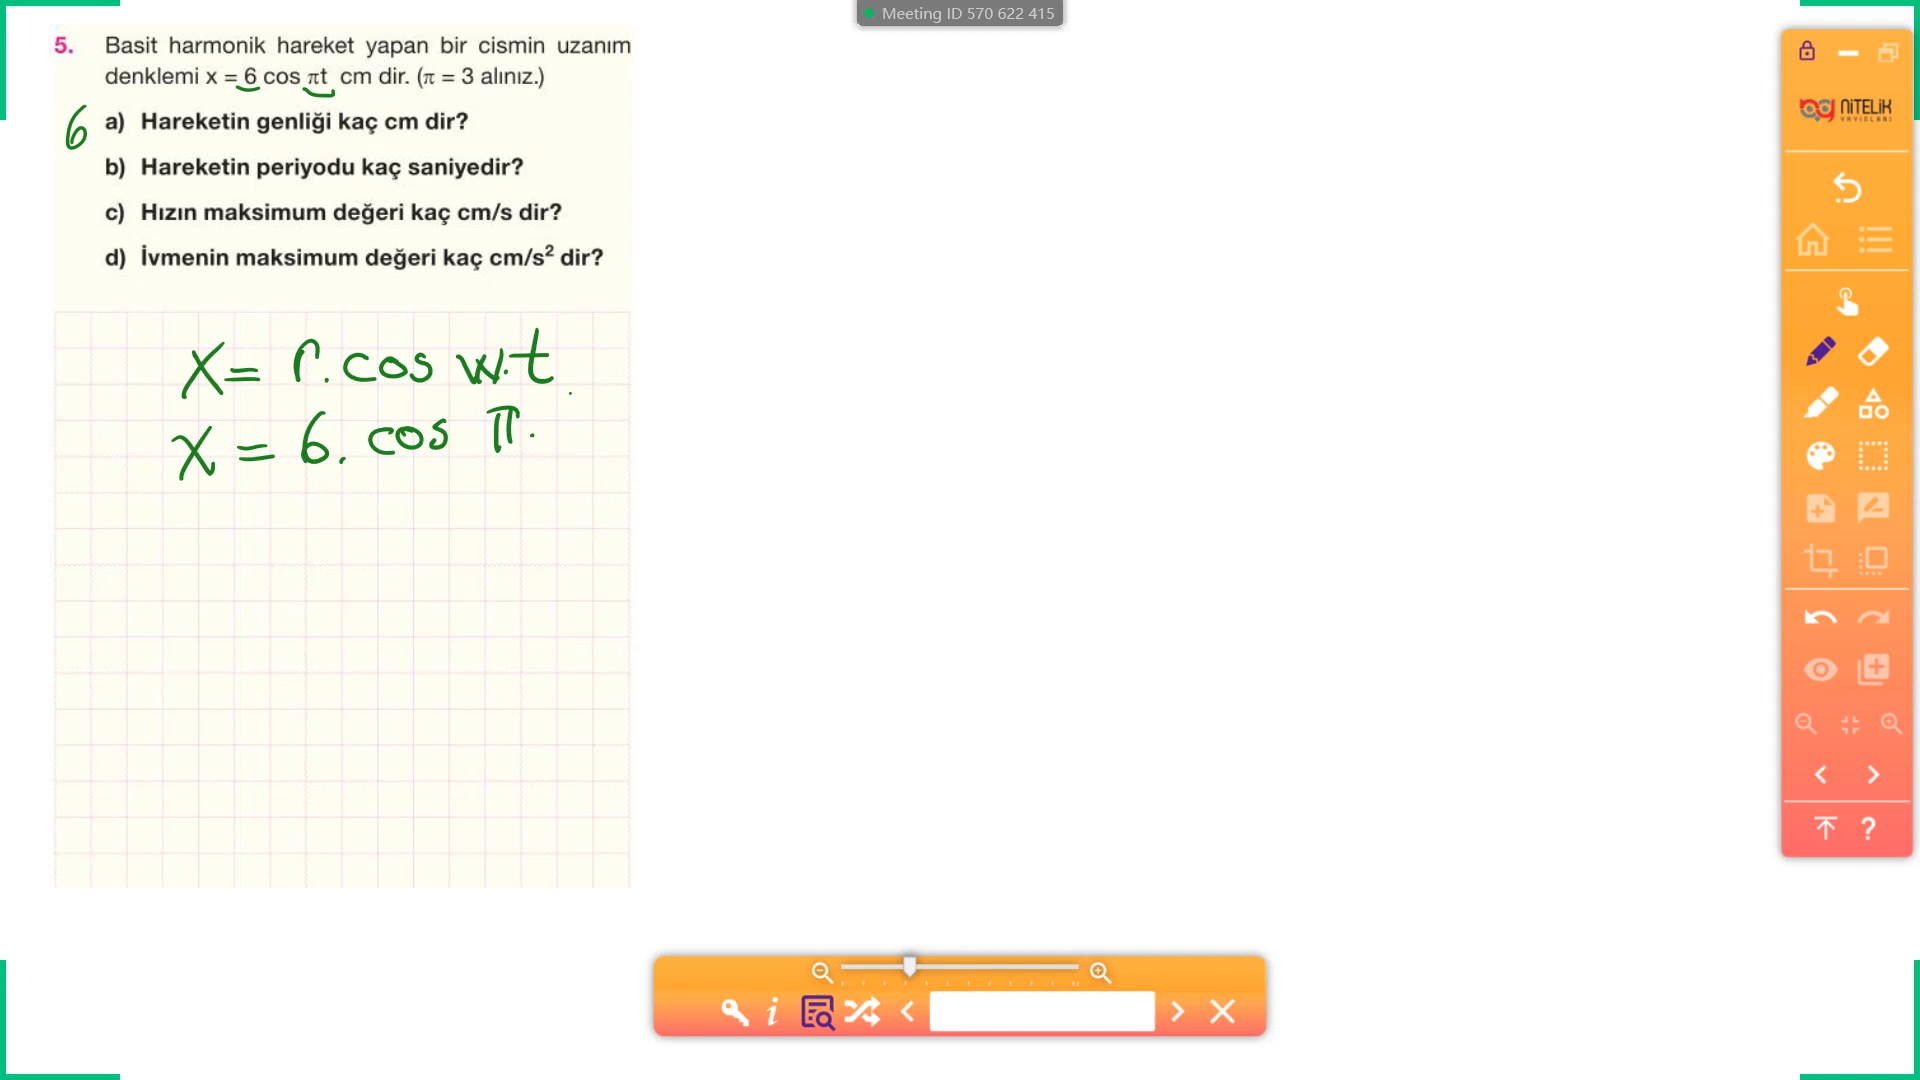 Meeting ID 570 622 415
5. Basit harmonik hareket yapan bir cismin uzanım
denklemi x = 6 cos πt cm dir. (π = 3 alınız.)
6
a) Hareketin genliği kaç cm dir?
b) Hareketin periyodu kaç saniyedir?
c) Hızın maksimum değeri kaç cm/s dir?
d) İvmenin maksimum değeri kaç cm/s² dir?
x = r. cos w.t
x = 6. cos π.
NİTELİK
YAYINLARI